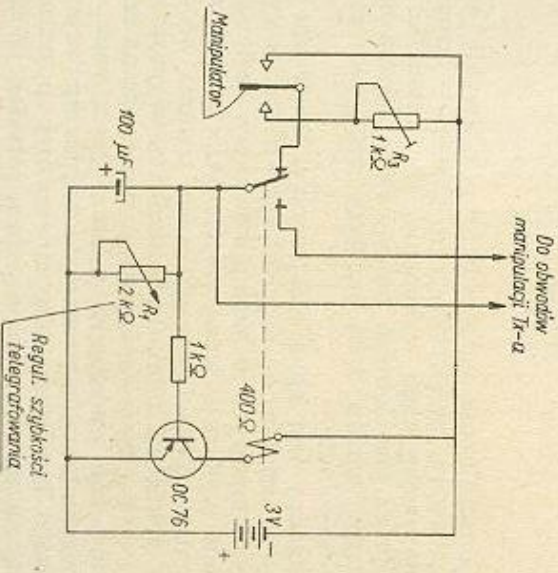 Do obwodów
manipulacji Tx-a
Manipulator
R3
1 kΩ
100 μF
+
R1
2 kΩ
1 kΩ
400 Ω
OC 76
3V
-
+
Regul. szybkości
telegrafowania